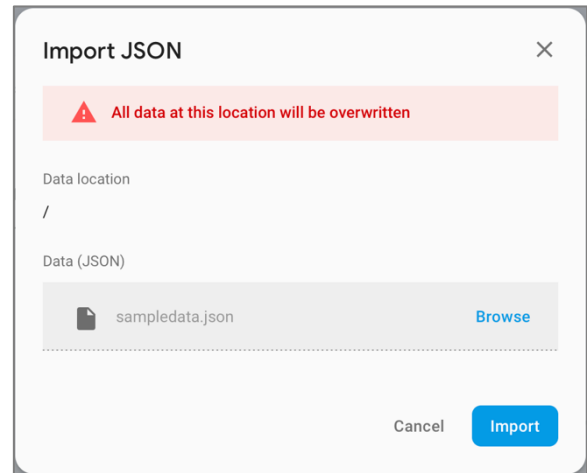 Import JSON
All data at this location will be overwritten
Data location
/
Data (JSON)
sampledata.json
Browse
Cancel
Import